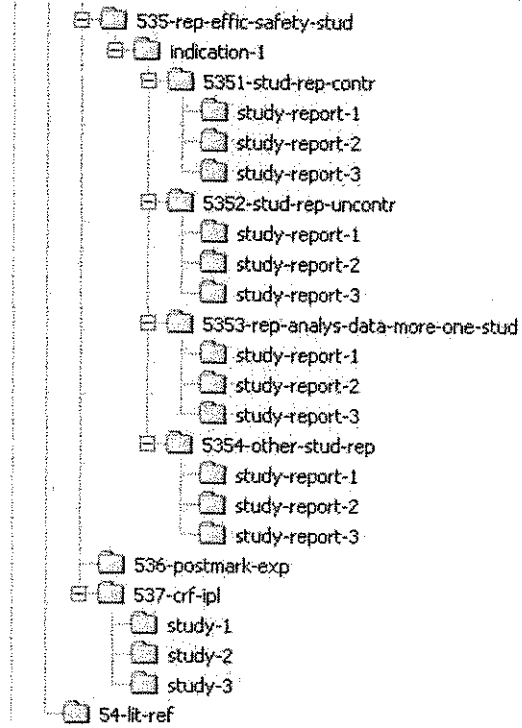 535-rep-effic-safety-stud
indication-1
5351-stud-rep-contr
study-report-1
study-report-2
study-report-3
5352-stud-rep-uncontr
study-report-1
study-report-2
study-report-3
5353-rep-analys-data-more-one-stud
study-report-1
study-report-2
study-report-3
5354-other-stud-rep
study-report-1
study-report-2
study-report-3
536-postmark-exp
537-crf-ipl
study-1
study-2
study-3
54-lit-ref